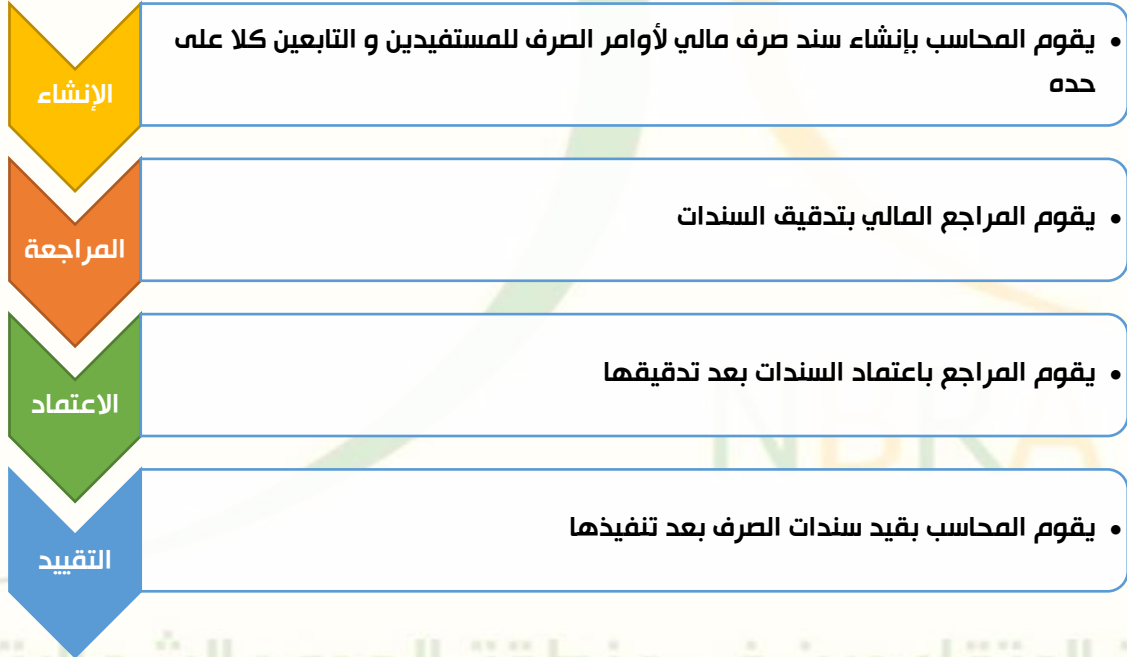 الإنشاء
• يقوم المحاسب بإنشاء سند صرف مالي لأوامر الصرف للمستفيدين و التابعين كلا على
حده
المراجعة
• يقوم المراجع المالي بتدقيق السندات
الاعتماد
• يقوم المراجع باعتماد السندات بعد تدقيقها
NBRA
التقييد
• يقوم المحاسب بقيد سندات الصرف بعد تنفيذها